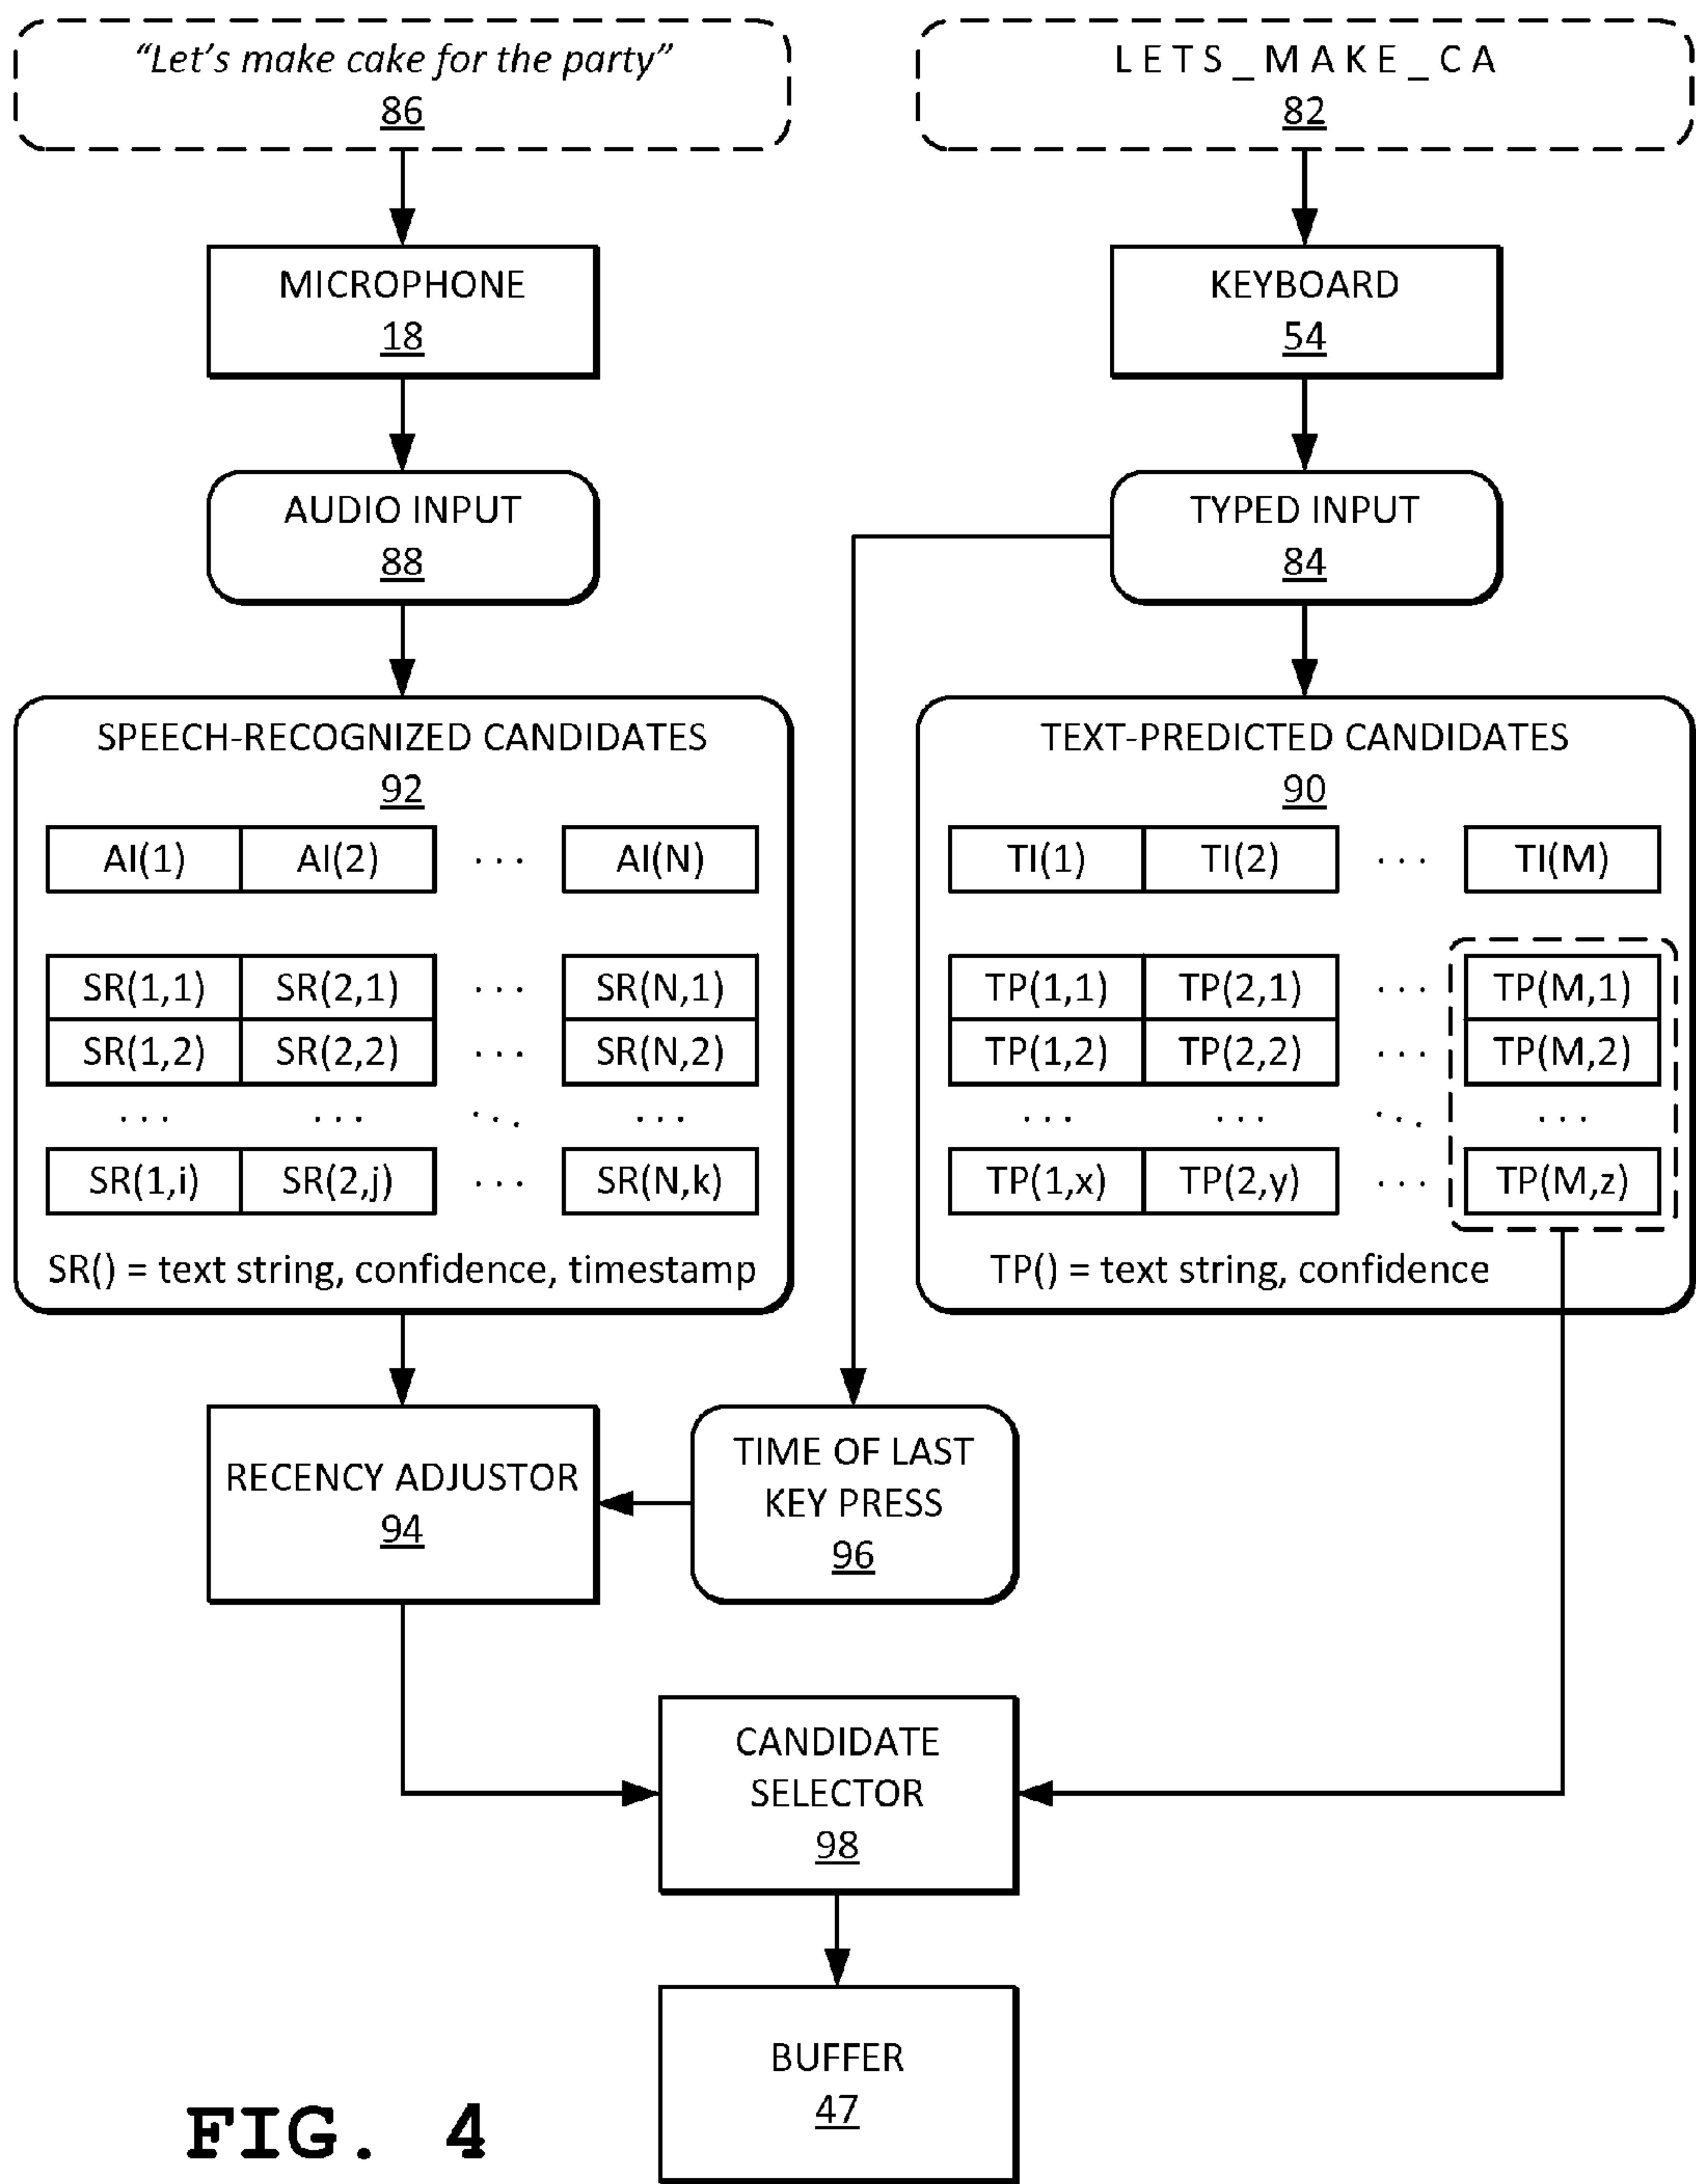 “Let’s make cake for the party”
86
LETS_MAKE_CA
82
MICROPHONE
18
KEYBOARD
54
AUDIO INPUT
88
TYPED INPUT
84
SPEECH-RECOGNIZED CANDIDATES
92
AI(1) AI(2) ... AI(N)
SR(1,1) SR(2,1) ... SR(N,1)
SR(1,2) SR(2,2) ... SR(N,2)
... ... ... ...
SR(1,i) SR(2,j) ... SR(N,k)
SR() = text string, confidence, timestamp
TEXT-PREDICTED CANDIDATES
90
TI(1) TI(2) ... TI(M)
TP(1,1) TP(2,1) ... TP(M,1)
TP(1,2) TP(2,2) ... TP(M,2)
... ... ... ...
TP(1,x) TP(2,y) ... TP(M,z)
TP() = text string, confidence
RECENCY ADJUSTOR
94
TIME OF LAST
KEY PRESS
96
CANDIDATE
SELECTOR
98
BUFFER
47
FIG. 4